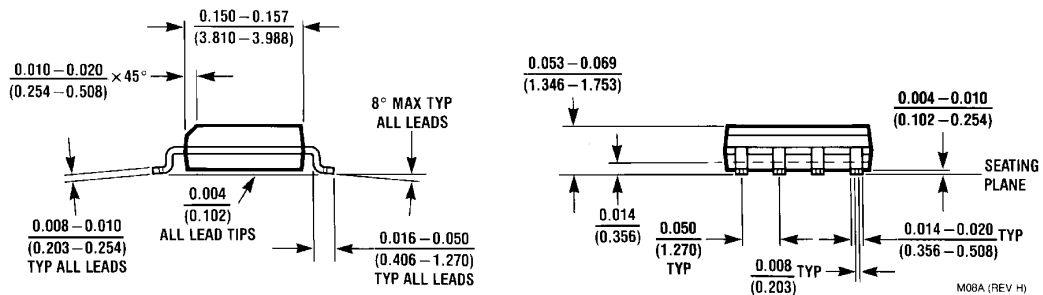 0.150 – 0.157
(3.810 – 3.988)
0.010 – 0.020 × 45°
(0.254 – 0.508)
8° MAX TYP
ALL LEADS
0.004
(0.102)
ALL LEAD TIPS
0.008 – 0.010
(0.203 – 0.254)
TYP ALL LEADS
0.016 – 0.050
(0.406 – 1.270)
TYP ALL LEADS
0.053 – 0.069
(1.346 – 1.753)
0.004 – 0.010
(0.102 – 0.254)
SEATING
PLANE
0.014
(0.356)
0.050
(1.270)
TYP
0.014 – 0.020 TYP
(0.356 – 0.508)
0.008 TYP
(0.203)
M08A (REV H)